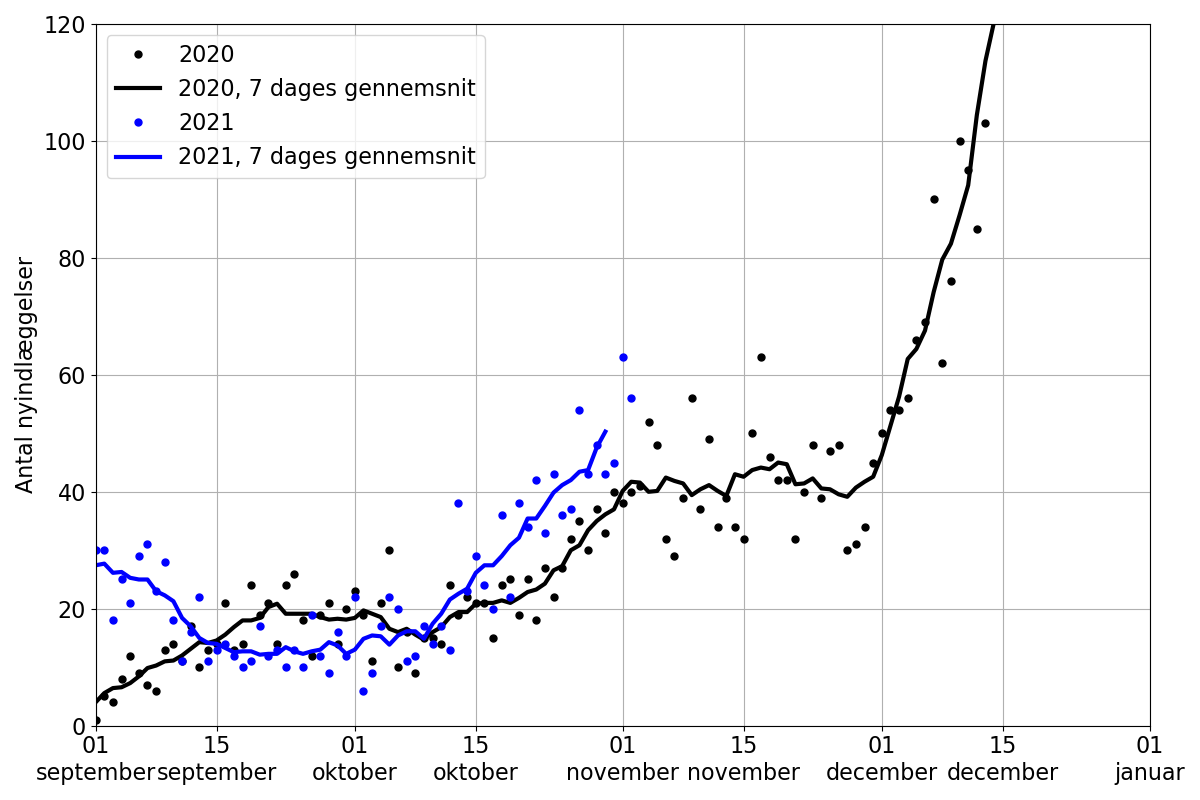 120
100
80
60
40
20
0
Antal nyindlæggelser
2020
2020, 7 dages gennemsnit
2021
2021, 7 dages gennemsnit
01 15 01 15 01 15 01 15 01
september september oktober oktober november november december december januar